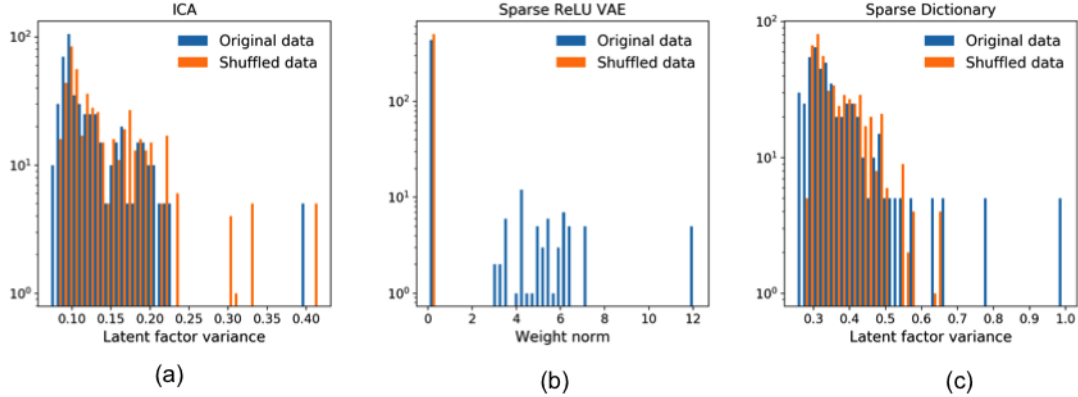 ICA
Original data
Shuffled data
10²
10¹
10⁰
0.10 0.15 0.20 0.25 0.30 0.35 0.40
Latent factor variance
(a)
Sparse ReLU VAE
Original data
Shuffled data
10²
10¹
10⁰
0 2 4 6 8 10 12
Weight norm
(b)
Sparse Dictionary
Original data
Shuffled data
10²
10¹
10⁰
0.3 0.4 0.5 0.6 0.7 0.8 0.9 1.0
Latent factor variance
(c)